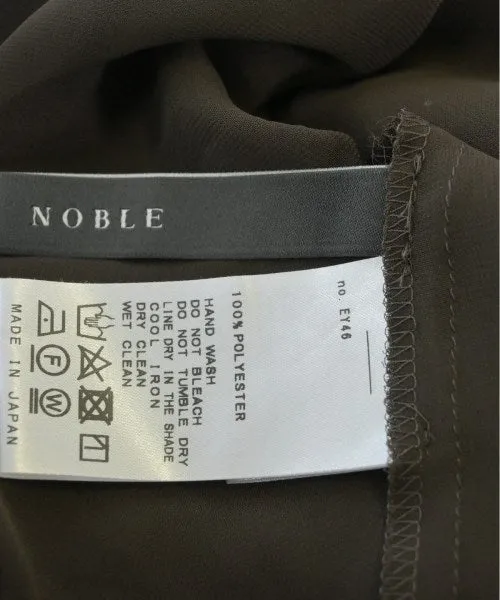 NOBLE
no. EY46
100% POLYESTER
HAND WASH
DO NOT BLEACH
DO NOT TUMBLE DRY
LINE DRY IN THE SHADE
COOL IRON
DRY CLEAN
WET CLEAN
F W
MADE IN JAPAN